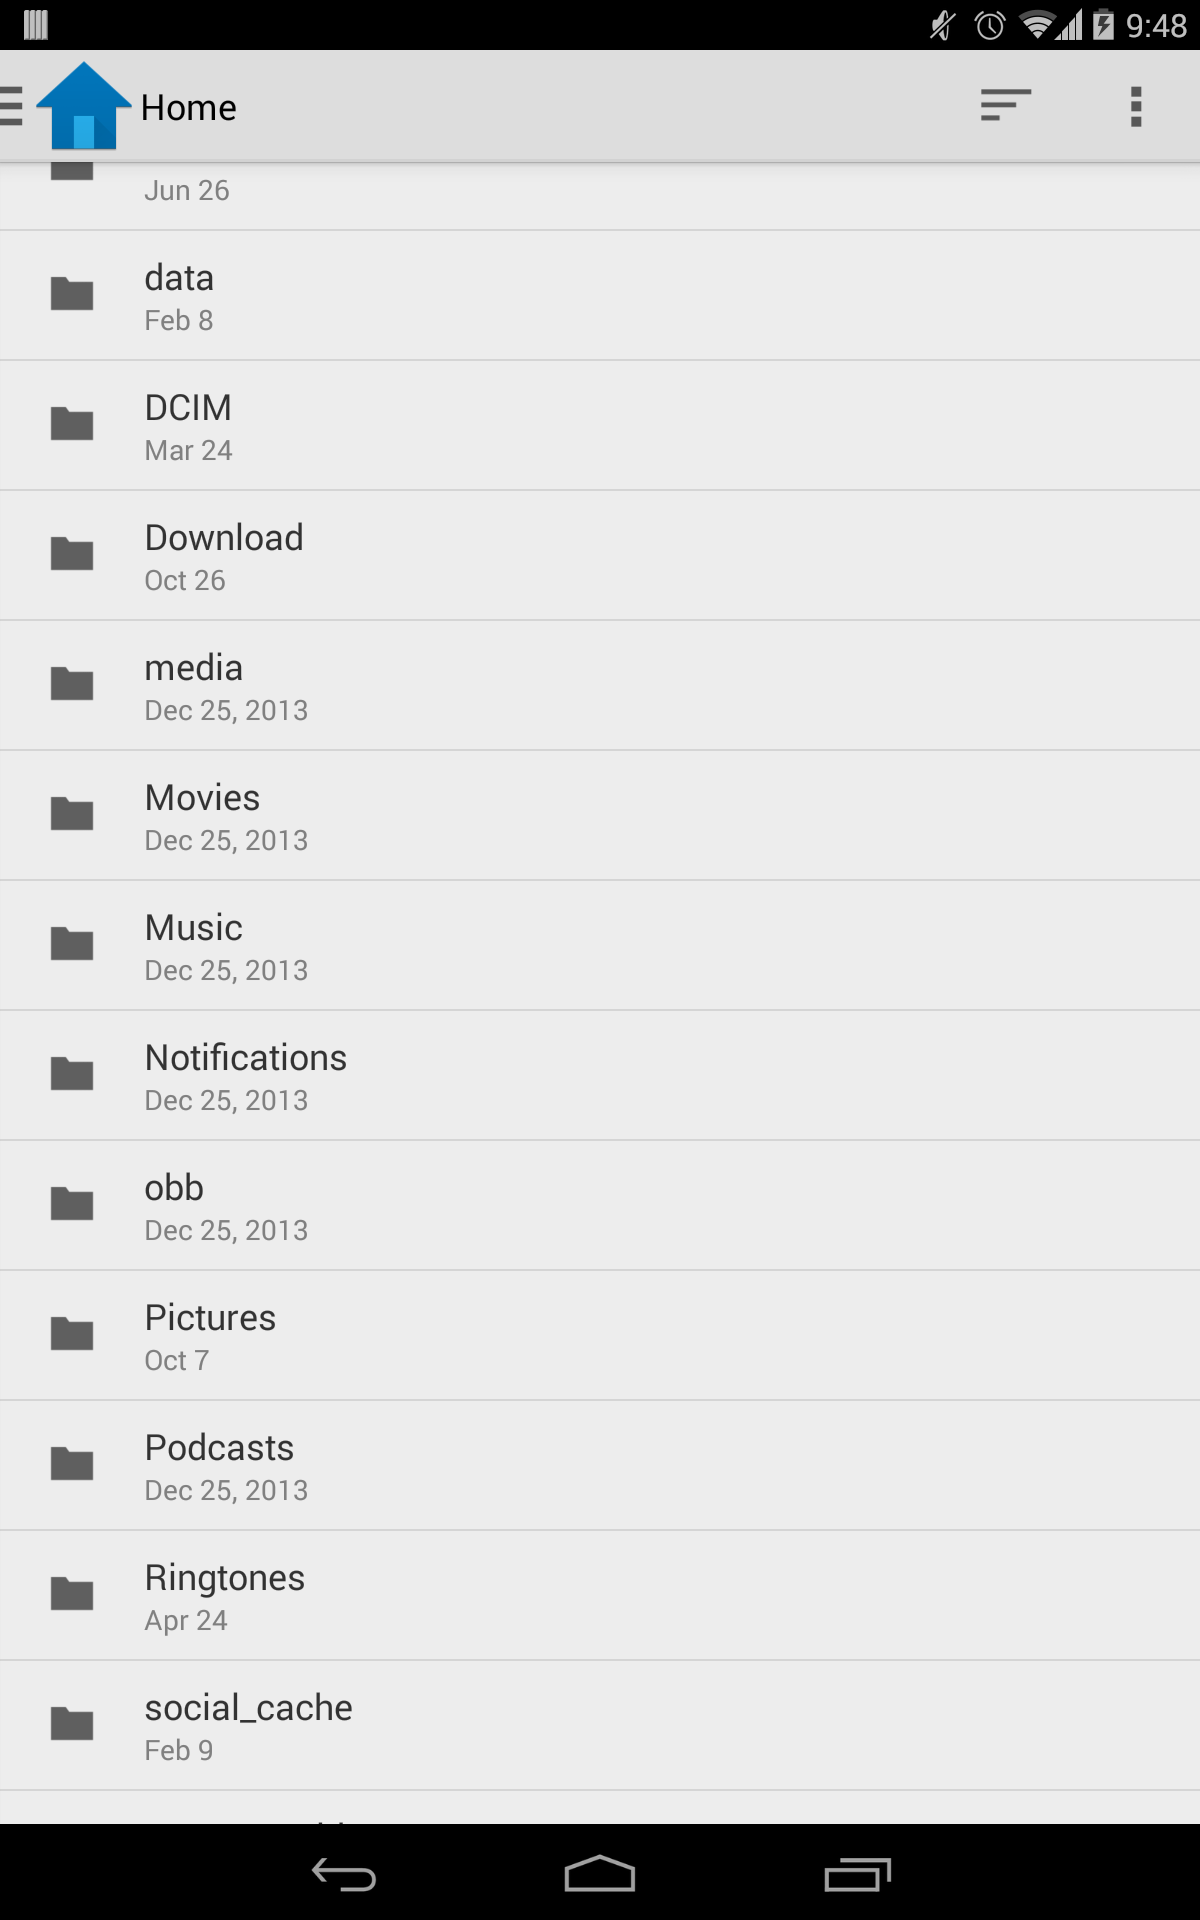 9:48
Home
Jun 26
data
Feb 8
DCIM
Mar 24
Download
Oct 26
media
Dec 25, 2013
Movies
Dec 25, 2013
Music
Dec 25, 2013
Notifications
Dec 25, 2013
obb
Dec 25, 2013
Pictures
Oct 7
Podcasts
Dec 25, 2013
Ringtones
Apr 24
social_cache
Feb 9